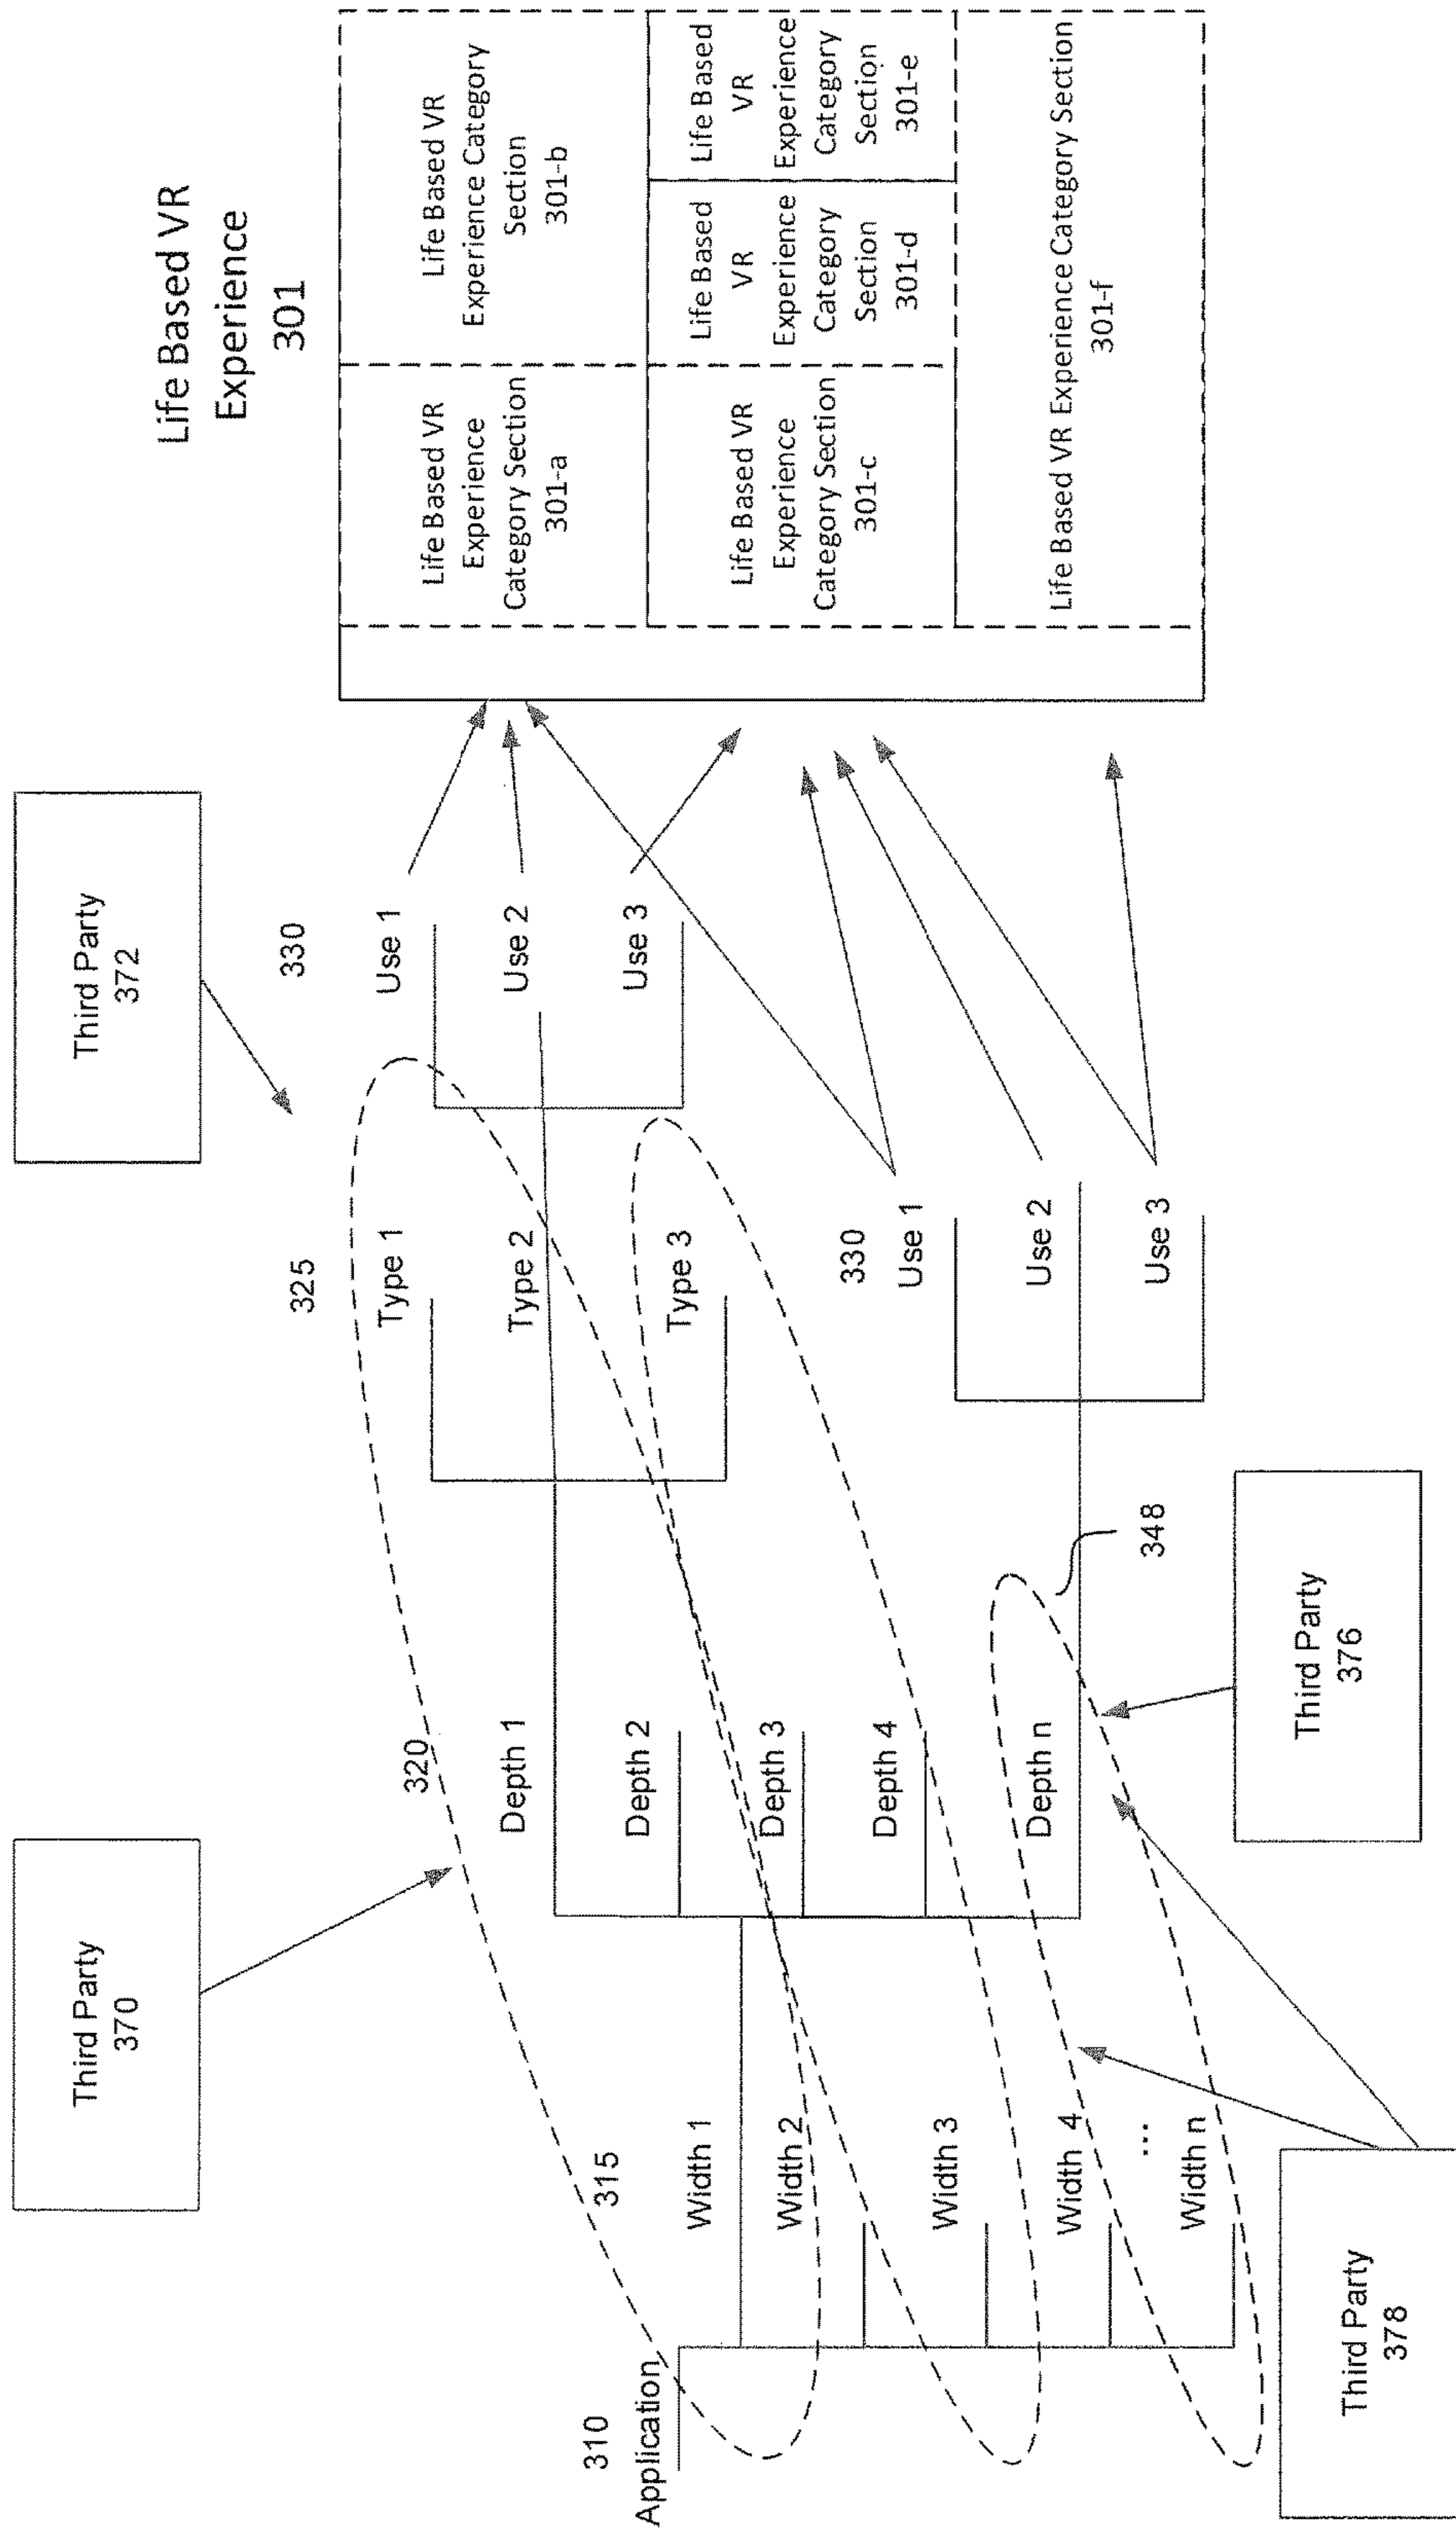 Life Based VR
Experience
301
Third Party
370
Third Party
372
310
Application
315
Width 1
Width 2
Width 3
Width 4
...
Width n
320
Depth 1
Depth 2
Depth 3
Depth 4
Depth n
325
Type 1
Type 2
Type 3
330
Use 1
Use 2
Use 3
330
Use 1
Use 2
Use 3
348
Third Party
376
Third Party
378
Life Based VR
Experience
Category Section
301-a
Life Based VR
Experience Category
Section
301-b
Life Based VR
Experience
Category Section
301-c
Life Based
VR
Experience
Category
Section
301-d
Life Based
VR
Experience
Category
Section
301-e
Life Based VR Experience Category Section
301-f